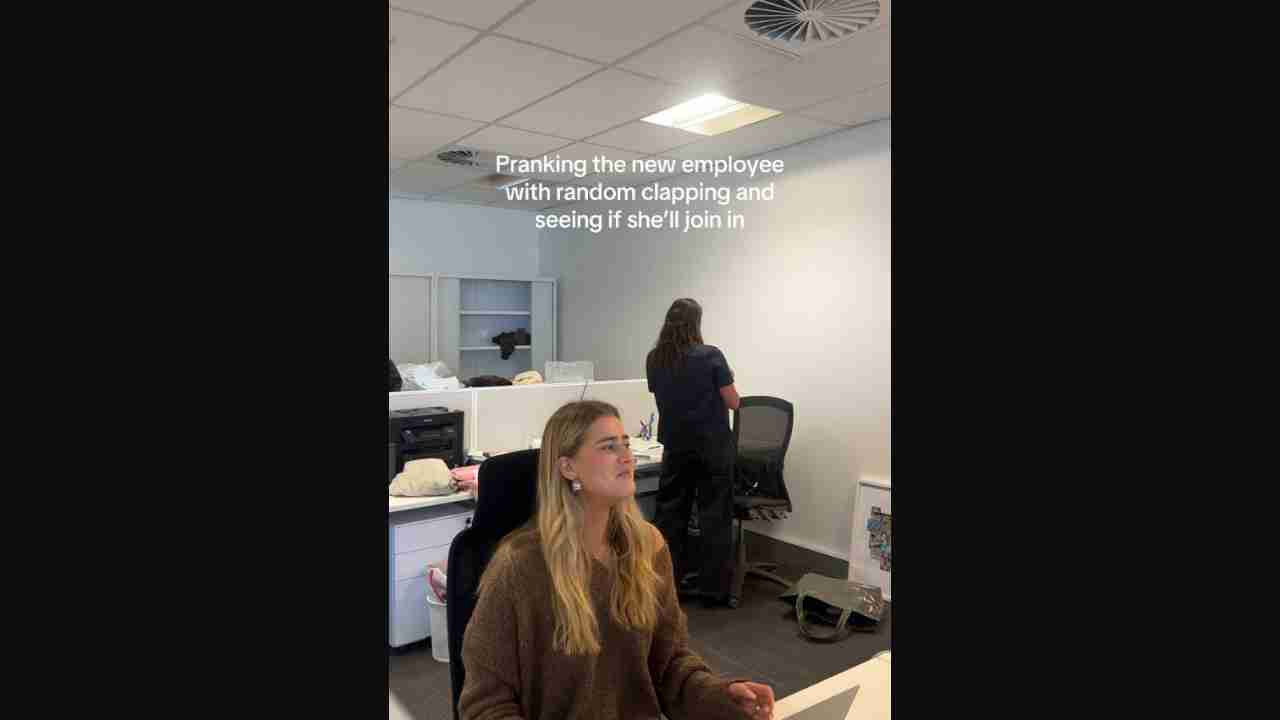 Pranking the new employee
with random clapping and
seeing if she’ll join in